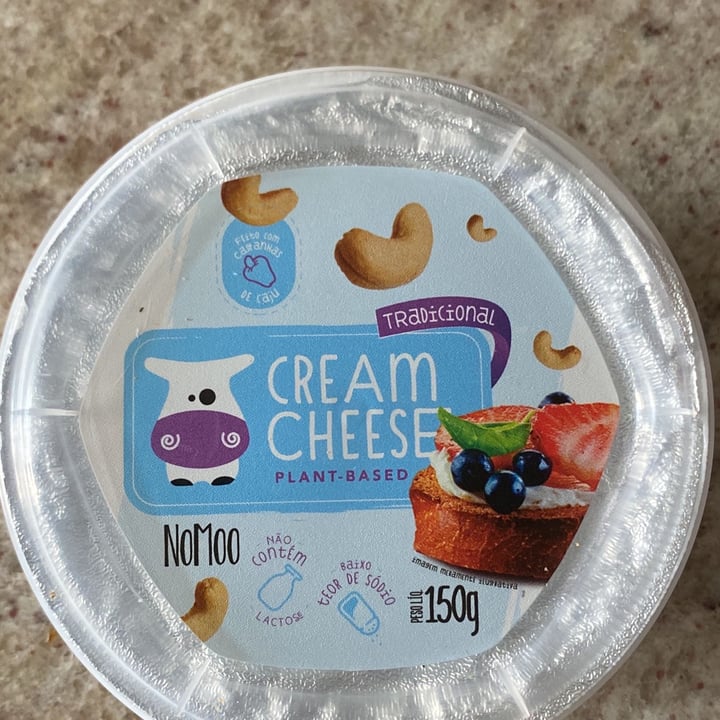 Feito com
castanhas
de caju
Tradicional
CREAM
CHEESE
PLANT-BASED
NoMoo
NÃO
contém
LACTOSE
Baixo
teor de sódio
Imagem meramente ilustrativa
PESO LÍQ.
150g